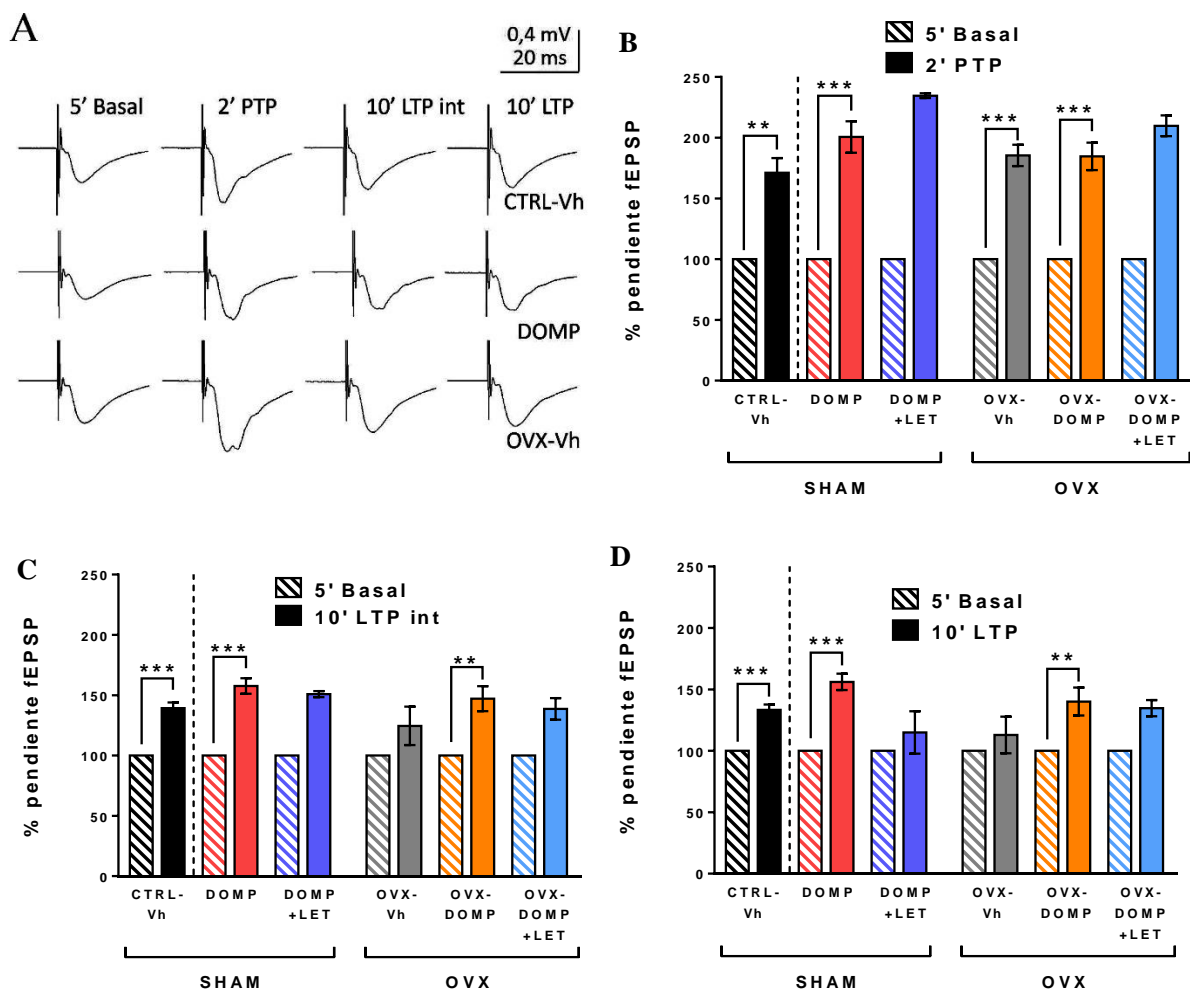 A
0,4 mV
20 ms
5' Basal
2' PTP
10' LTP int
10' LTP
CTRL-Vh
DOMP
OVX-Vh
B
5' Basal
2' PTP
% pendiente fEPSP
250
200
150
100
50
0
**
***
***
***
CTRL-
Vh
DOMP
DOMP
+LET
OVX-
Vh
OVX-
DOMP
OVX-
DOMP
+LET
SHAM
OVX
C
5' Basal
10' LTP int
% pendiente fEPSP
250
200
150
100
50
0
***
***
**
CTRL-
Vh
DOMP
DOMP
+LET
OVX-
Vh
OVX-
DOMP
OVX-
DOMP
+LET
SHAM
OVX
D
5' Basal
10' LTP
% pendiente fEPSP
250
200
150
100
50
0
***
***
**
CTRL-
Vh
DOMP
DOMP
+LET
OVX-
Vh
OVX-
DOMP
OVX-
DOMP
+LET
SHAM
OVX